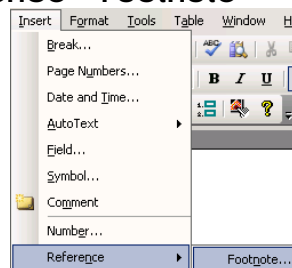 Footnote
Insert Format Tools Table Window H
Break...
Page Numbers...
Date and Time...
AutoText
Field...
Symbol...
Comment
Number...
Reference
Footnote...
B I U